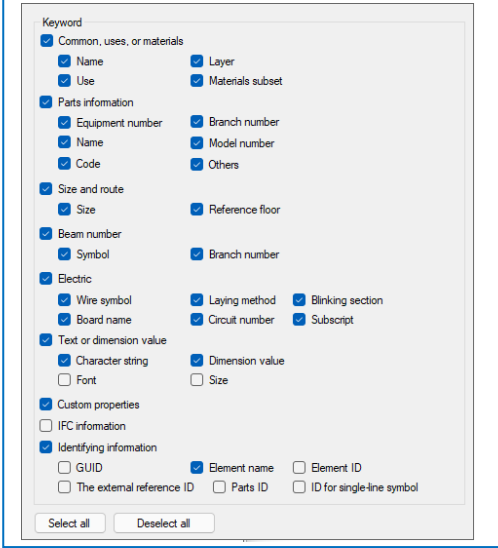 Keyword
Common, uses, or materials
Name Layer
Use Materials subset
Parts information
Equipment number Branch number
Name Model number
Code Others
Size and route
Size Reference floor
Beam number
Symbol Branch number
Electric
Wire symbol Laying method Blinking section
Board name Circuit number Subscript
Text or dimension value
Character string Dimension value
Font Size
Custom properties
IFC information
Identifying information
GUID Element name Element ID
The external reference ID Parts ID ID for single-line symbol
Select all Deselect all